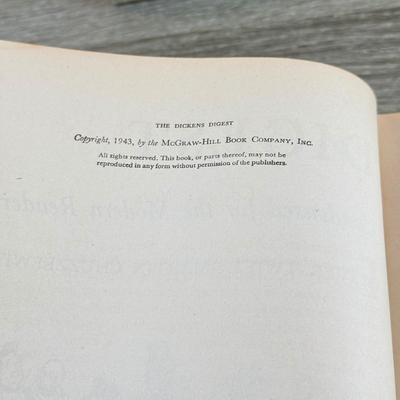 THE DICKENS DIGEST
Copyright, 1943, by the McGRAW-HILL BOOK COMPANY, INC.
All rights reserved. This book, or parts thereof, may not be
reproduced in any form without permission of the publishers.